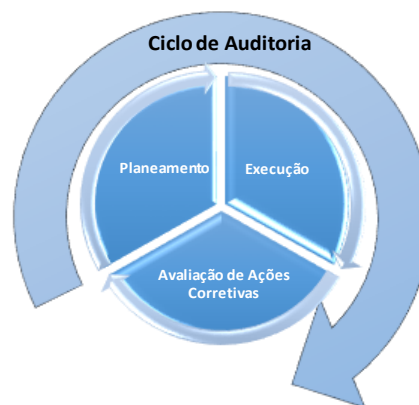 Ciclo de Auditoria
Planeamento
Execução
Avaliação de Ações
Corretivas